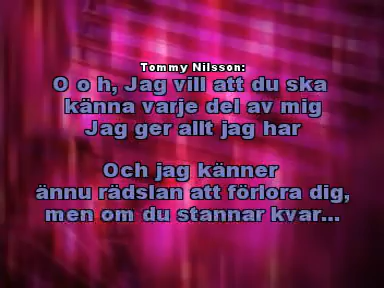 Tommy Nilsson:
O o h, Jag vill att du ska
känna varje del av mig
Jag ger allt jag har
Och jag känner
ännu rädslan att förlora dig,
men om du stannar kvar...